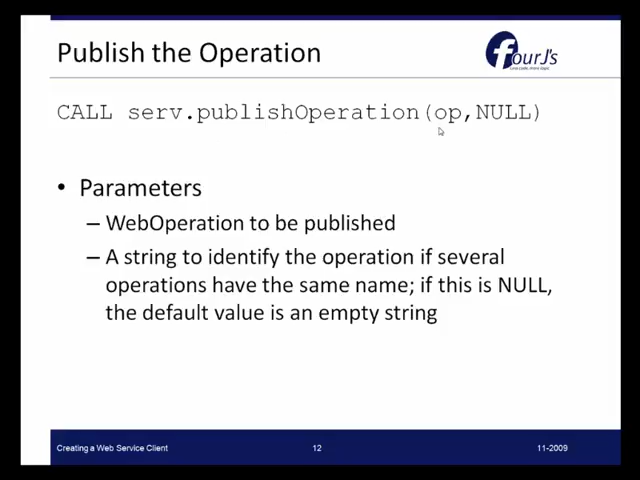 Publish the Operation
fourJ's
CALL serv.publishOperation(op,NULL)
• Parameters
– WebOperation to be published
– A string to identify the operation if several
operations have the same name; if this is NULL,
the default value is an empty string
Creating a Web Service Client
12
11-2009